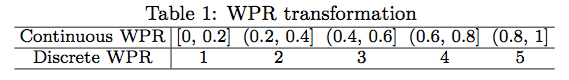 Table 1: WPR transformation
Continuous WPR [0, 0.2] (0.2, 0.4] (0.4, 0.6] (0.6, 0.8] (0.8, 1]
Discrete WPR 1 2 3 4 5